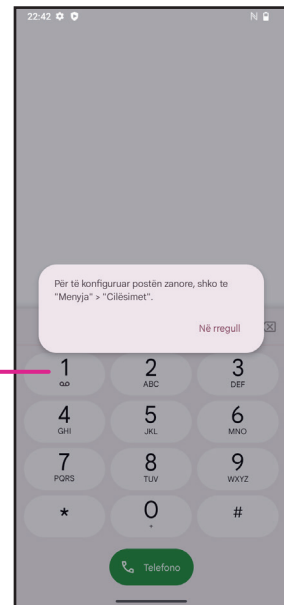 22:42
Për të konfiguruar postën zanore, shko te
"Menyja" > "Cilësimet".
Në rregull
1 2 3
ABC DEF
4 5 6
GHI JKL MNO
7 8 9
PQRS TUV WXYZ
* 0 #
+
Telefono